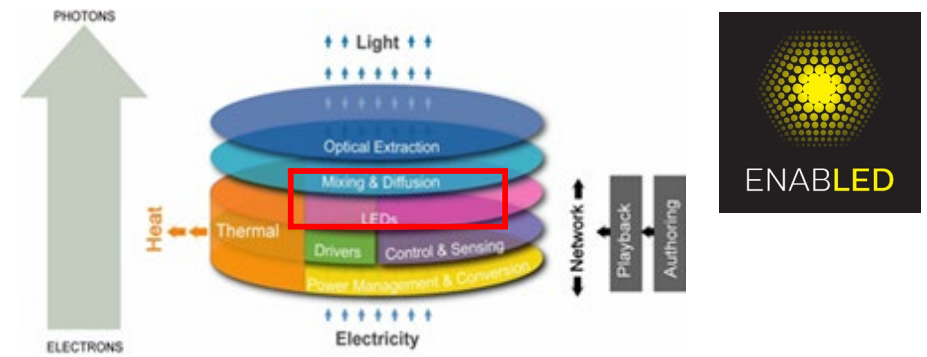 PHOTONS
Light
Optical Extraction
Mixing & Diffusion
LEDs
Thermal
Heat
Drivers
Control & Sensing
Power Management & Conversion
Electricity
ELECTRONS
Network
Playback
Authoring
ENABLED